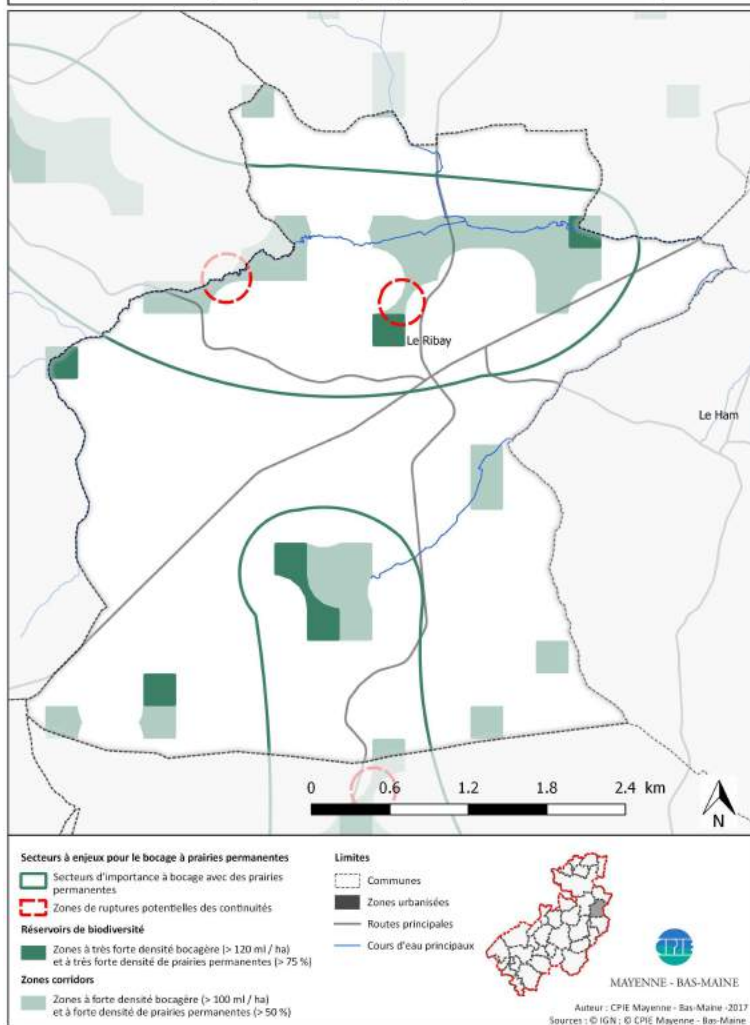 Le Ribay
Le Ham
0 0.6 1.2 1.8 2.4 km
N
Secteurs à enjeux pour le bocage à prairies permanentes
Secteurs d'importance à bocage avec des prairies
permanentes
Zones de ruptures potentielles des continuités
Réservoirs de biodiversité
Zones à très forte densité bocagère (> 120 ml / ha)
et à très forte densité de prairies permanentes (> 75 %)
Zones corridors
Zones à forte densité bocagère (> 100 ml / ha)
et à forte densité de prairies permanentes (> 50 %)
Limites
Communes
Zones urbanisées
Routes principales
Cours d'eau principaux
CPIE
MAYENNE - BAS-MAINE
Auteur : CPIE Mayenne - Bas-Maine -2017
Sources : © IGN ; © CPIE Mayenne - Bas-Maine